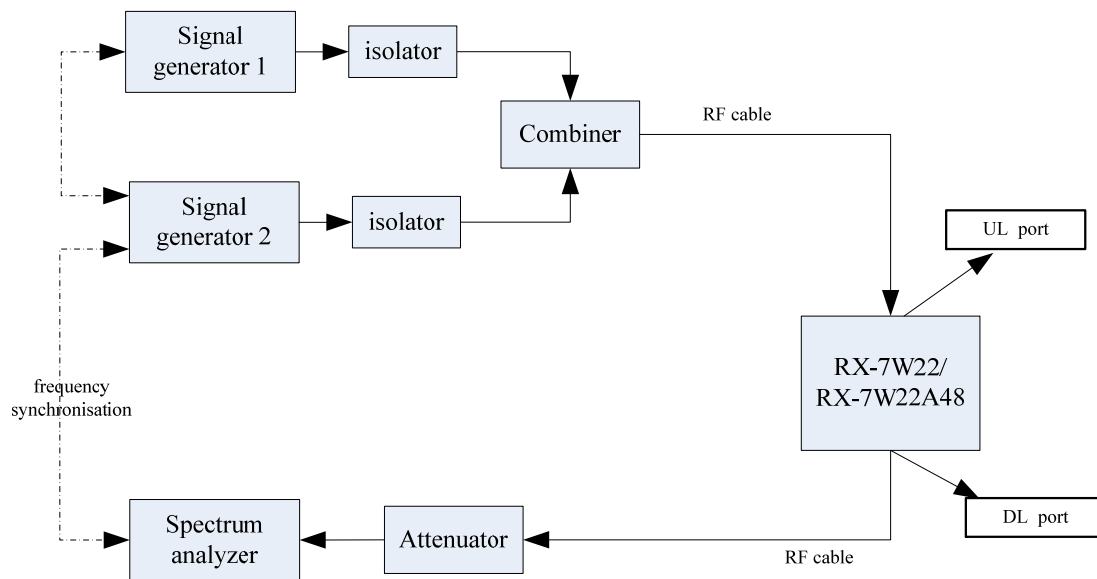 Signal
generator 1
isolator
Combiner
RF cable
Signal
generator 2
isolator
UL port
RX-7W22/
RX-7W22A48
frequency
synchronisation
DL port
Spectrum
analyzer
Attenuator
RF cable